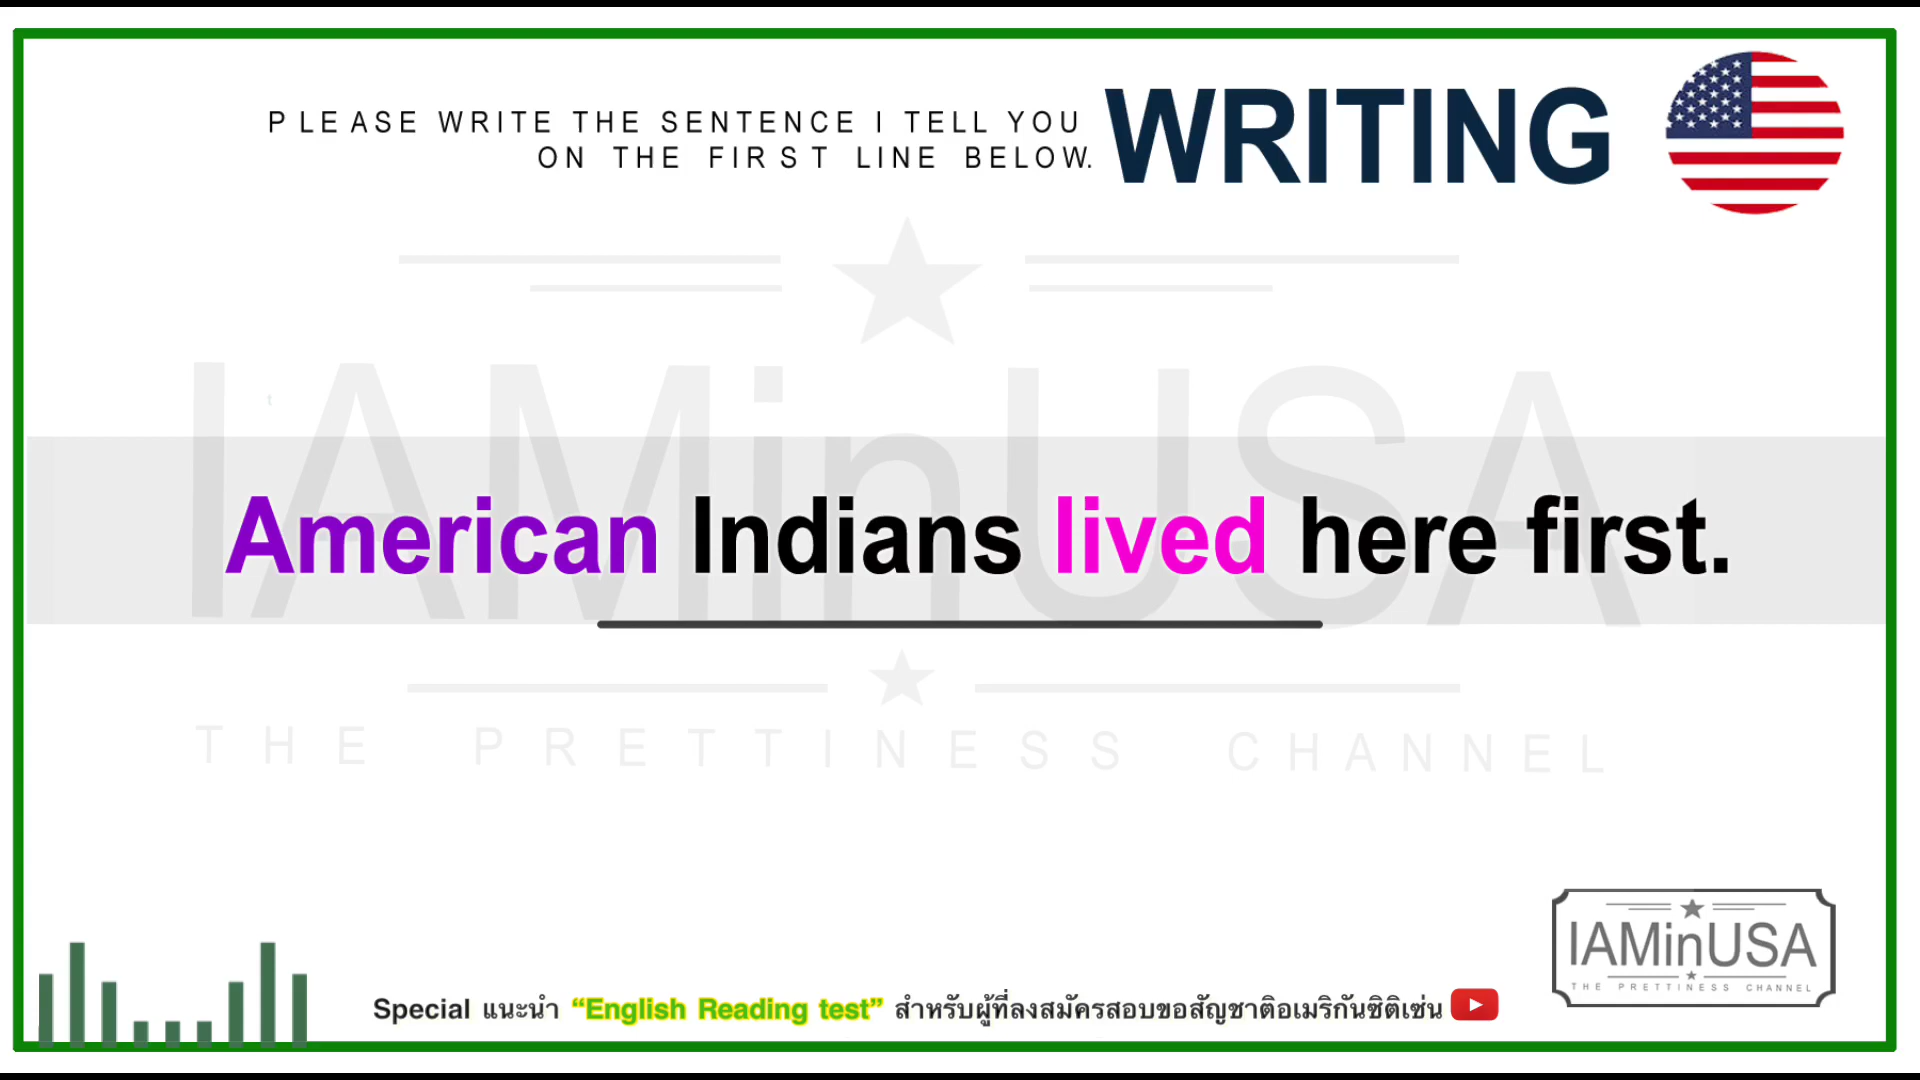 PLEASE WRITE THE SENTENCE I TELL YOU
ON THE FIRST LINE BELOW.
WRITING
IAMinUSA
American Indians lived here first.
THE PRETTINESS CHANNEL
IAMinUSA
THE PRETTINESS CHANNEL
Special แนะนำ “English Reading test” สำหรับผู้ที่ลงสมัครสอบขอสัญชาติอเมริกันซิติเซ่น